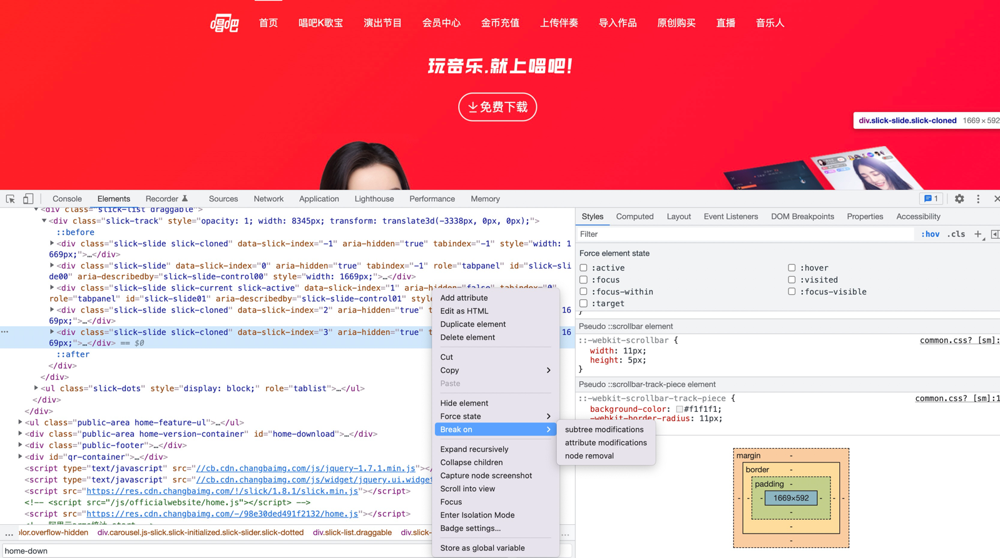 唱吧 首页 唱吧K歌宝 演出节目 会员中心 金币充值 上传伴奏 导入作品 原创购买 直播 音乐人
玩音乐.就上唱吧!
免费下载
div.slick-slide.slick-cloned 1669 × 592
Console Elements Recorder Sources Network Application Lighthouse Performance Memory 1
<div class="slick-list draggable">
<div class="slick-track" style="opacity: 1; width: 8345px; transform: translate3d(-3338px, 0px, 0px);">
::before
<div class="slick-slide slick-cloned" data-slick-index="-1" aria-hidden="true" tabindex="-1" style="width: 1
669px;">…</div>
<div class="slick-slide" data-slick-index="0" aria-hidden="true" tabindex="-1" role="tabpanel" id="slick-sli
de00" aria-describedby="slick-slide-control00" style="width: 1669px;">…</div>
<div class="slick-slide slick-current slick-active" data-slick-index="1" aria-hidden="false" tabindex="0"
role="tabpanel" id="slick-slide01" aria-describedby="slick-slide-control01" style
<div class="slick-slide slick-cloned" data-slick-index="2" aria-hidden="true" t 16
69px;">…</div>
<div class="slick-slide slick-cloned" data-slick-index="3" aria-hidden="true" t 16
69px;">…</div> == $0
::after
</div>
</div>
<ul class="slick-dots" style="display: block;" role="tablist">…</ul>
</div>
</div>
<ul class="public-area home-feature-ul">…</ul>
<div class="public-area home-version-container" id="home-download">…</div>
<div class="public-footer">…</div>
<div id="qr-container">…</div>
<script type="text/javascript" src="//cb.cdn.changbaimg.com/js/jquery-1.7.1.min.js"></
<script type="text/javascript" src="//cb.cdn.changbaimg.com/js/widget/jquery.ui.widget
<script src="https://res.cdn.changbaimg.com/!/slick/1.8.1/slick.min.js"></script>
<!-- <script src="/js/officialwebsite/home.js"></script> -->
<script src="https://res.cdn.changbaimg.com/-/98e30ded491f2132/home.js"></script>
... olor.overflow-hidden div.carousel.js-slick.slick-initialized.slick-slider.slick-dotted div.slick-list.draggable div.slick- ...
home-down
Add attribute
Edit as HTML
Duplicate element
Delete element
Cut
Copy
Paste
Hide element
Force state
Break on
Expand recursively
Collapse children
Capture node screenshot
Scroll into view
Focus
Enter Isolation Mode
Badge settings...
Store as global variable
subtree modifications
attribute modifications
node removal
Styles Computed Layout Event Listeners DOM Breakpoints Properties Accessibility
Filter :hov .cls +
Force element state
:active :hover
:focus :visited
:focus-within :focus-visible
:target
}
Pseudo ::scrollbar element
::-webkit-scrollbar { common.css? [sm]:
width: 11px;
height: 5px;
}
Pseudo ::scrollbar-track-piece element
::-webkit-scrollbar-track-piece { common.css? [sm]:1
background-color: #f1f1f1;
-webkit-border-radius: 11px;
margin -
border -
padding -
- - - 1669×592 - - -
-
-
-